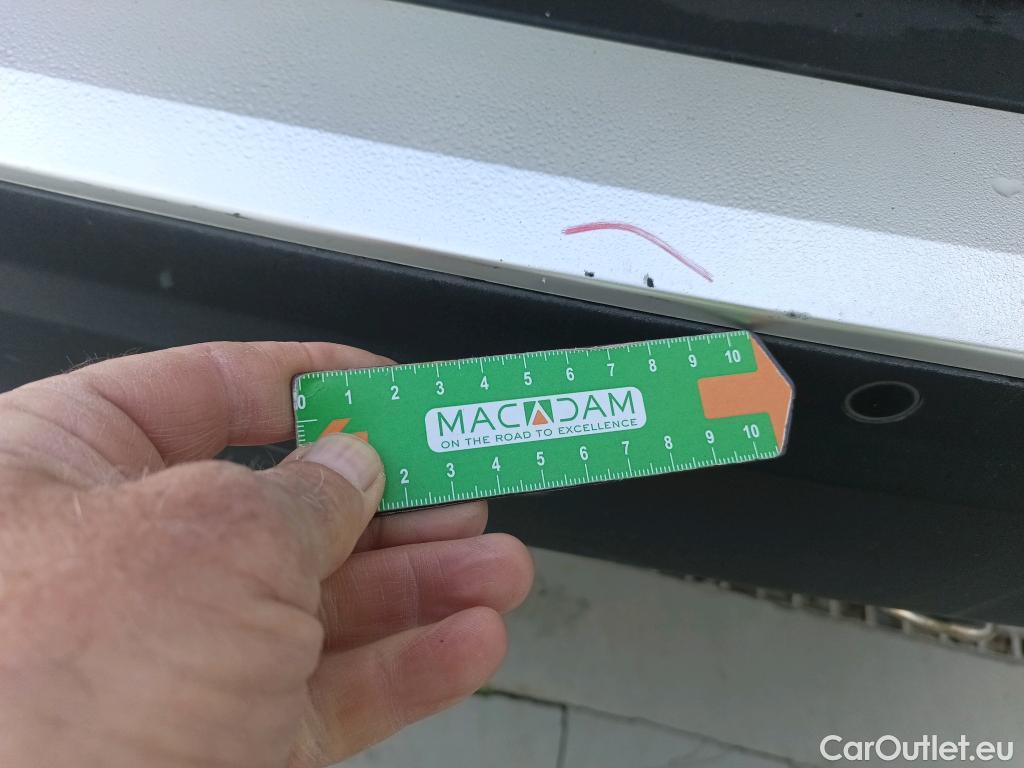 0 1 2 3 4 5 6 7 8 9 10
MACADAM
ON THE ROAD TO EXCELLENCE
2 3 4 5 6 7 8 9 10
CarOutlet.eu